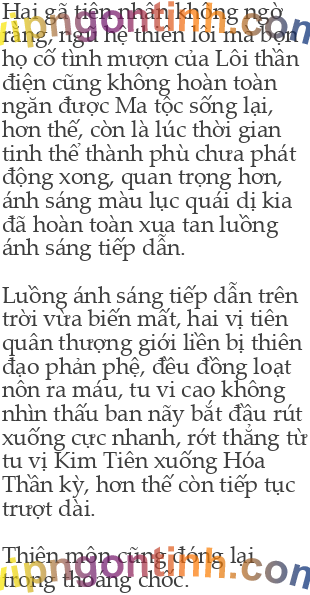 Hai gã tiên nhân không ngờ
rằng, ngũ hệ thiên lôi mà bọn
họ cố tình mượn của Lôi thần
điện cũng không hoàn toàn
ngăn được Ma tộc sống lại,
hơn thế, còn là lúc thời gian
tinh thể thành phù chưa phát
động xong, quan trọng hơn,
ánh sáng màu lục quái dị kia
đã hoàn toàn xua tan luồng
ánh sáng tiếp dẫn.
Luồng ánh sáng tiếp dẫn trên
trời vừa biến mất, hai vị tiên
quân thượng giới liền bị thiên
đạo phản phệ, đều đồng loạt
nôn ra máu, tu vi cao không
nhìn thấu ban nãy bắt đầu rút
xuống cực nhanh, rớt thẳng từ
tu vị Kim Tiên xuống Hóa
Thần kỳ, hơn thế còn tiếp tục
trượt dài.
Thiên môn cũng đóng lại
trong thoáng chốc.
vipngontinh.com
vipngontinh.com